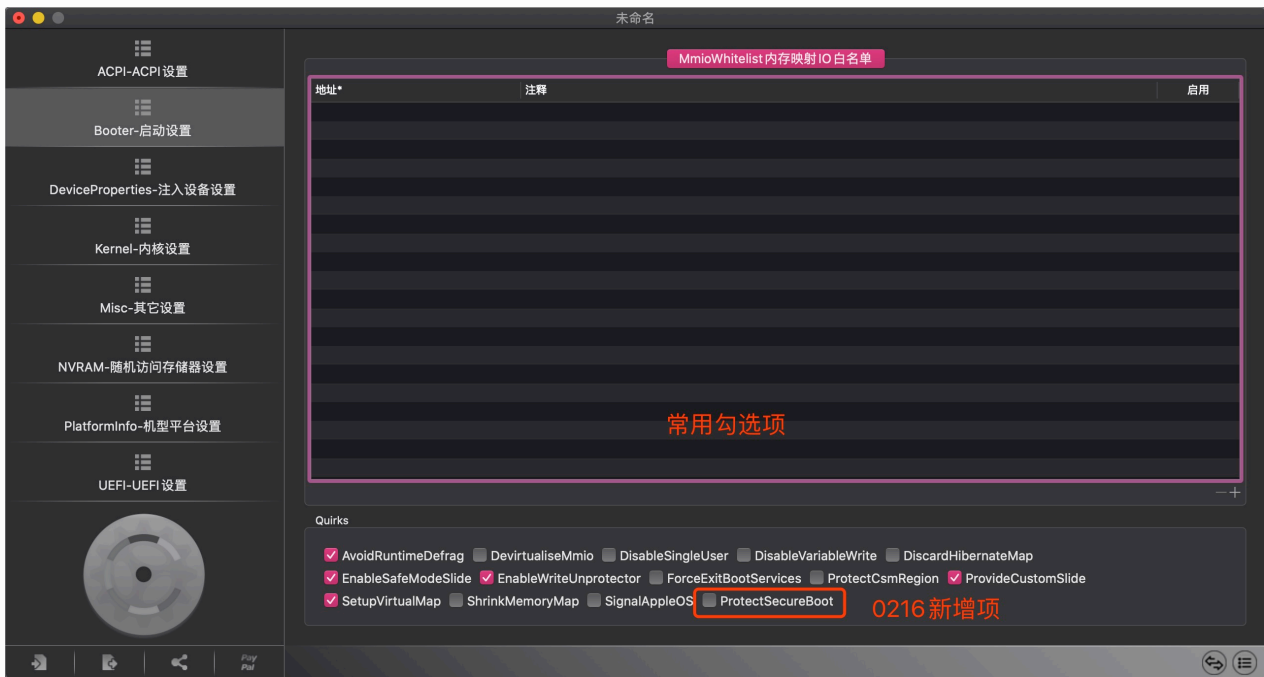 未命名
ACPI-ACPI设置
Booter-启动设置
DeviceProperties-注入设备设置
Kernel-内核设置
Misc-其它设置
NVRAM-随机访问存储器设置
PlatformInfo-机型平台设置
UEFI-UEFI设置
Pay
Pal
MmioWhitelist内存映射IO白名单
地址* 注释 启用
常用勾选项
Quirks
AvoidRuntimeDefrag DevirtualiseMmio DisableSingleUser DisableVariableWrite DiscardHibernateMap
EnableSafeModeSlide EnableWriteUnprotector ForceExitBootServices ProtectCsmRegion ProvideCustomSlide
SetupVirtualMap ShrinkMemoryMap SignalAppleOS ProtectSecureBoot 0216新增项